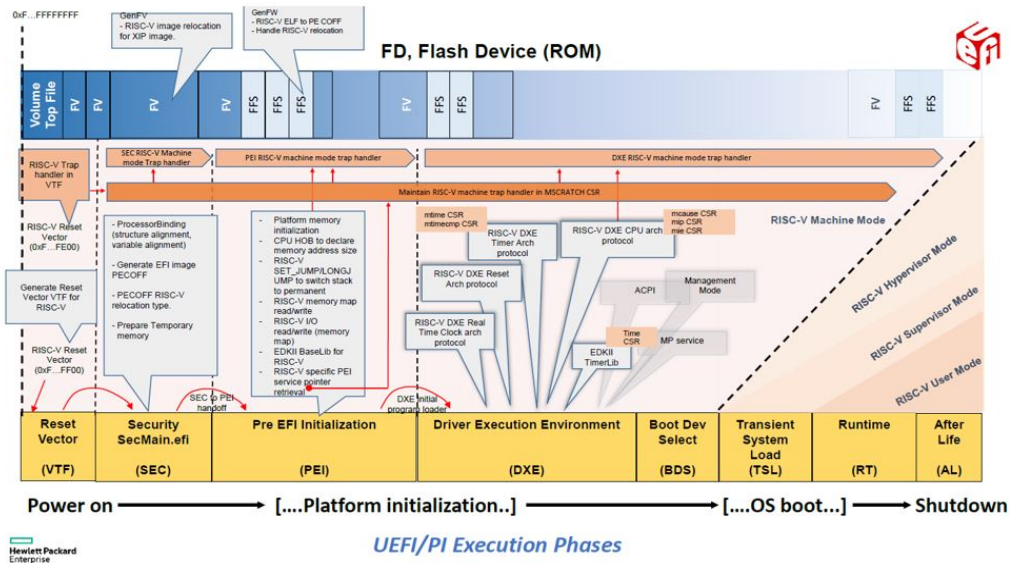 0xF...FFFFFFFF
GenFV
- RISC-V image relocation
for XIP image.
GenFW
- RISC-V ELF to PE COFF
- Handle RISC-V relocation
FD, Flash Device (ROM)
UEFI
Volume
Top File
FV
FV
FV
FV
FFS
FFS
FFS
FV
FFS
FFS
FV
FFS
FFS
RISC-V Trap
handler in
VTF
SEC RISC-V Machine
mode Trap handler
PEI RISC-V machine mode trap handler
DXE RISC-V machine mode trap handler
Maintain RISC-V machine trap handler in MSCRATCH CSR
RISC-V Reset
Vector
(0xF...FE00)
Generate Reset
Vector VTF for
RISC-V
RISC-V Reset
Vector
(0xF...FF00)
- ProcessorBinding
(structure alignment,
variable alignment)
- Generate EFI image
PECOFF
- PECOFF RISC-V
relocation type.
- Prepare Temporary
memory
SEC to PEI
handoff
- Platform memory
initialization
- CPU HOB to declare
memory address size
- RISC-V
SET_JUMP/LONGJ
UMP to switch stack
to permanent
- RISC-V memory map
read/write
- RISC-V I/O
read/write (memory
map)
- EDKII BaseLib for
RISC-V
- RISC-V specific PEI
service pointer
retrieval
DXE initial
program loader
mtime CSR
mtimecmp CSR
RISC-V DXE
Timer Arch
protocol
RISC-V DXE CPU arch
protocol
mcause CSR
mip CSR
mie CSR
RISC-V DXE Reset
Arch protocol
RISC-V DXE Real
Time Clock arch
protocol
ACPI
Management
Mode
Time
CSR
MP service
EDKII
TimerLib
RISC-V Machine Mode
RISC-V Hypervisor Mode
RISC-V Supervisor Mode
RISC-V User Mode
Reset
Vector
(VTF)
Security
SecMain.efi
(SEC)
Pre EFI Initialization
(PEI)
Driver Execution Environment
(DXE)
Boot Dev
Select
(BDS)
Transient
System
Load
(TSL)
Runtime
(RT)
After
Life
(AL)
Power on
[....Platform initialization..]
[....OS boot...]
Shutdown
UEFI/PI Execution Phases
Hewlett Packard
Enterprise